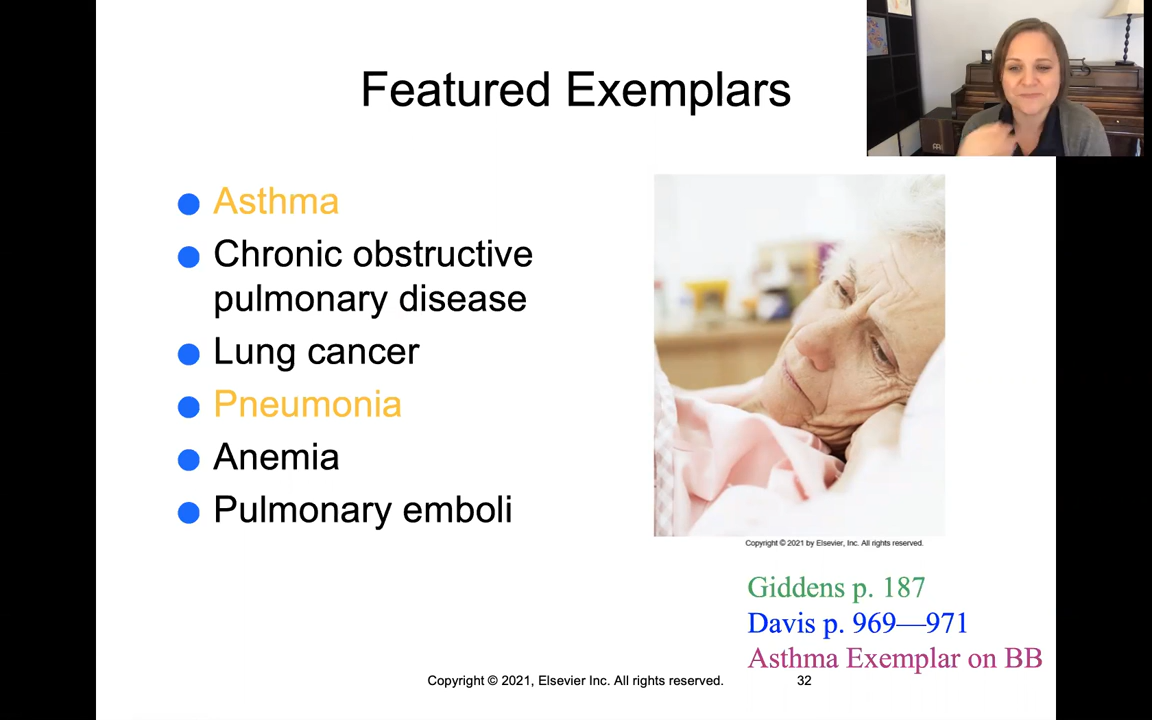 Featured Exemplars
Asthma
Chronic obstructive
pulmonary disease
Lung cancer
Pneumonia
Anemia
Pulmonary emboli
Copyright © 2021 by Elsevier, Inc. All rights reserved.
Giddens p. 187
Davis p. 969—971
Asthma Exemplar on BB
Copyright © 2021, Elsevier Inc. All rights reserved.
32